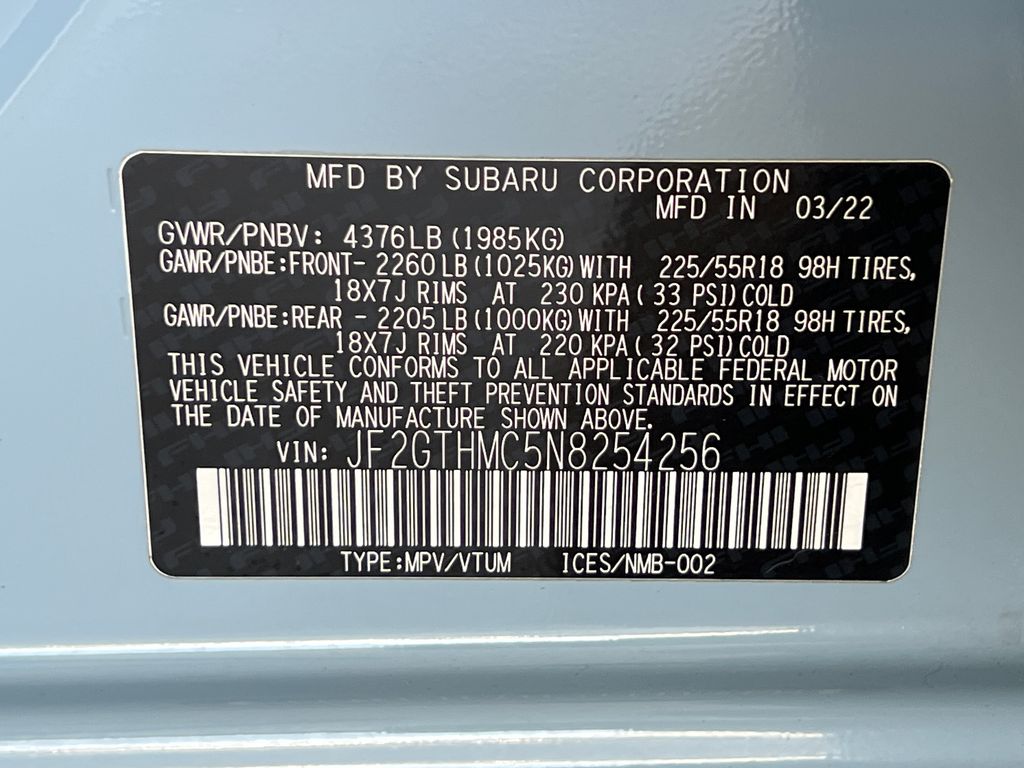 MFD BY SUBARU CORPORATION
MFD IN 03/22
GVWR/PNBV: 4376LB(1985KG)
GAWR/PNBE:FRONT- 2260LB(1025KG)WITH 225/55R18 98H TIRES,
18X7J RIMS AT 230 KPA( 33 PSI)COLD
GAWR/PNBE:REAR - 2205LB(1000KG)WITH 225/55R18 98H TIRES,
18X7J RIMS AT 220 KPA( 32 PSI)COLD
THIS VEHICLE CONFORMS TO ALL APPLICABLE FEDERAL MOTOR
VEHICLE SAFETY AND THEFT PREVENTION STANDARDS IN EFFECT ON
THE DATE OF MANUFACTURE SHOWN ABOVE.
VIN: JF2GTHMC5N8254256
TYPE:MPV/VTUM ICES/NMB-002